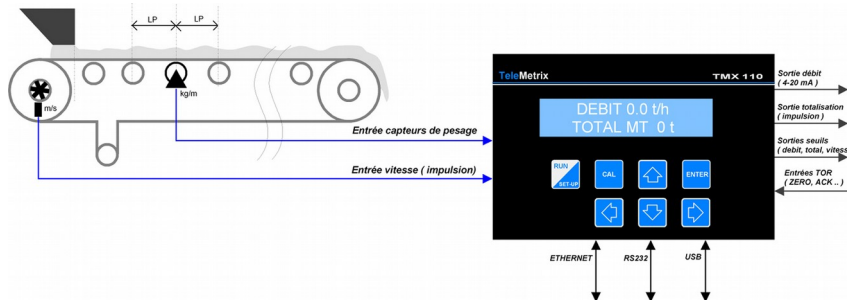 LP
LP
m/s
kg/m
Entrée capteurs de pesage
Entrée vitesse ( impulsion)
TeleMetrix
TMX 110
DEBIT 0.0 t/h
TOTAL MT 0 t
RUN
SET-UP
CAL
ENTER
Sortie débit
( 4-20 mA )
Sortie totalisation
( impulsion )
Sorties seuils
( debit, total, vitess
Entrées TOR
( ZERO, ACK .. )
ETHERNET
RS232
USB